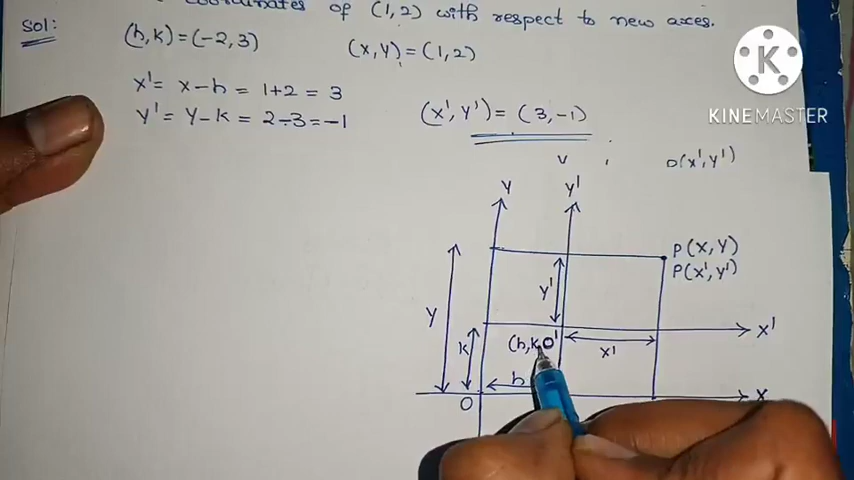 coordinates of (1,2) with respect to new axes.
Sol:
(h,k)=(-2,3) (x,y)=(1,2)
x' = x-h = 1+2 = 3
y' = y-k = 2-3=-1 (x',y')= (3,-1)
K
KINEMASTER
y y'
P(x,y)
P(x',y')
y'
y
x'
k
(h,k
o'
x'
h
O
x